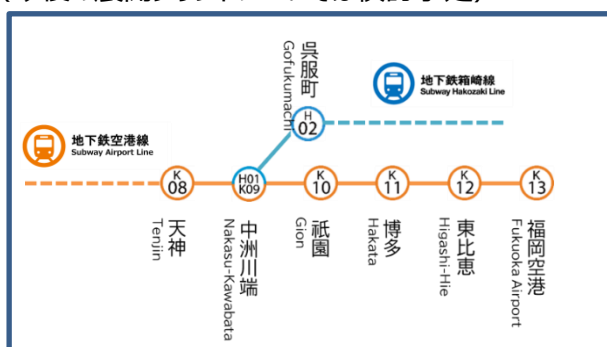 呉服町
Gofukumachi
H
02
地下鉄箱崎線
Subway Hakozaki Line
地下鉄空港線
Subway Airport Line
K
08
H01
K09
K
10
K
11
K
12
K
13
天神
Tenjin
中洲川端
Nakasu-Kawabata
祇園
Gion
博多
Hakata
東比恵
Higashi-Hie
福岡空港
Fukuoka Airport